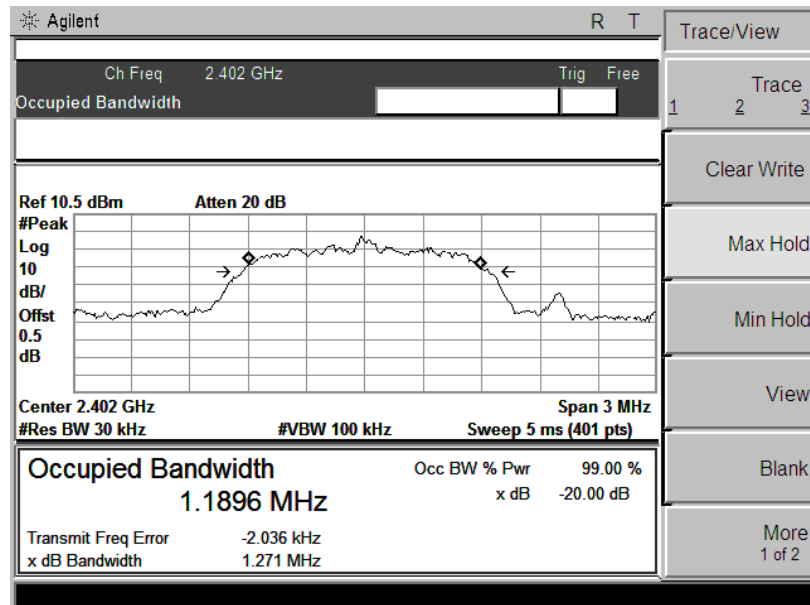 Agilent R T
Ch Freq 2.402 GHz Trig Free
Occupied Bandwidth
Ref 10.5 dBm Atten 20 dB
#Peak
Log
10
dB/
Offst
0.5
dB
Center 2.402 GHz Span 3 MHz
#Res BW 30 kHz #VBW 100 kHz Sweep 5 ms (401 pts)
Occupied Bandwidth Occ BW % Pwr 99.00 %
1.1896 MHz x dB -20.00 dB
Transmit Freq Error -2.036 kHz
x dB Bandwidth 1.271 MHz
Trace/View
Trace
1 2 3
Clear Write
Max Hold
Min Hold
View
Blank
More
1 of 2